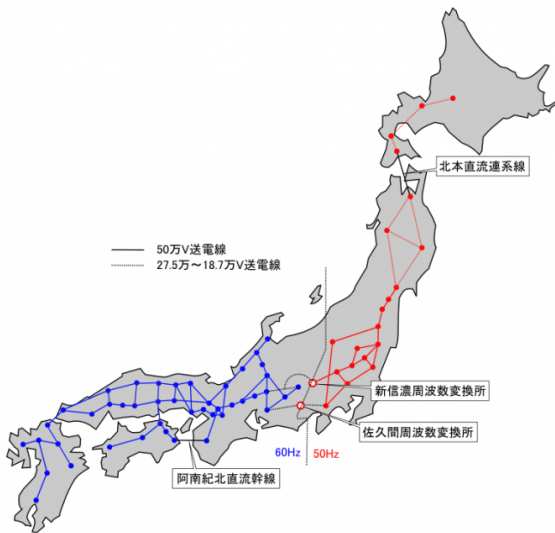 北本直流連系線
50万V送電線
27.5万～18.7万V送電線
新信濃周波数変換所
佐久間周波数変換所
60Hz
50Hz
阿南紀北直流幹線